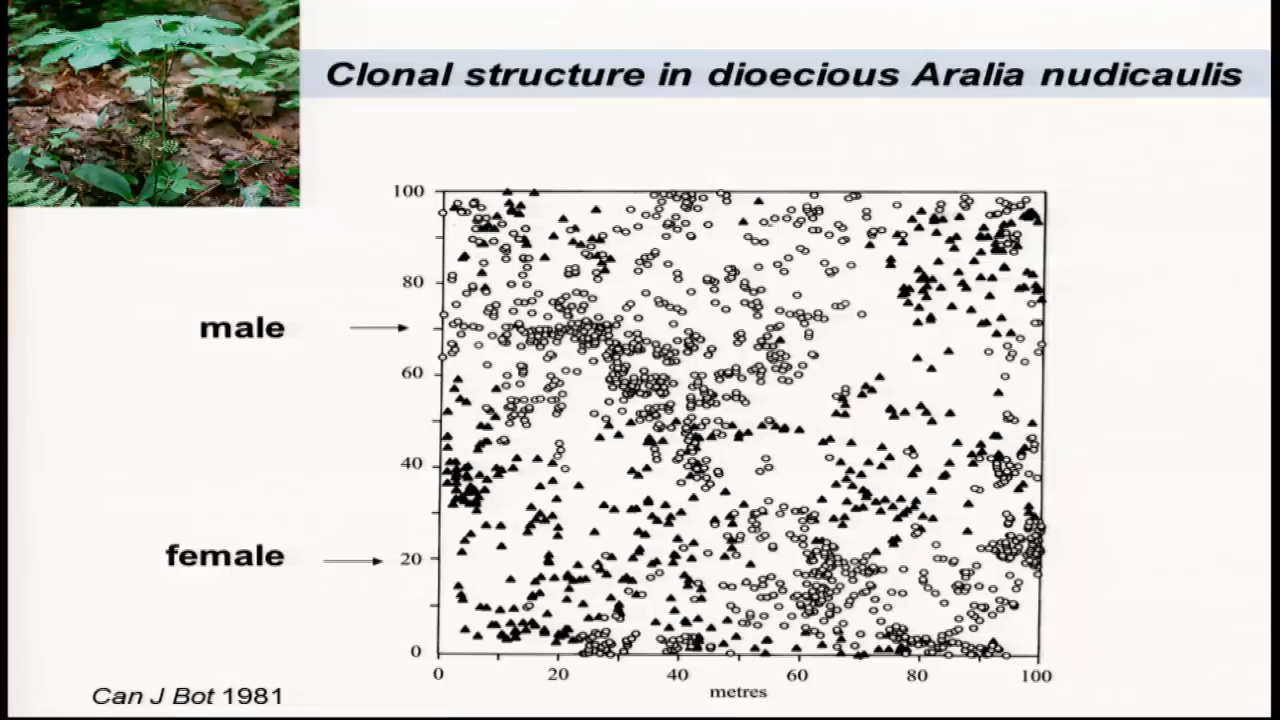 Clonal structure in dioecious Aralia nudicaulis
100
80
male
60
40
female
20
0
0 20 40 60 80 100
metres
Can J Bot 1981